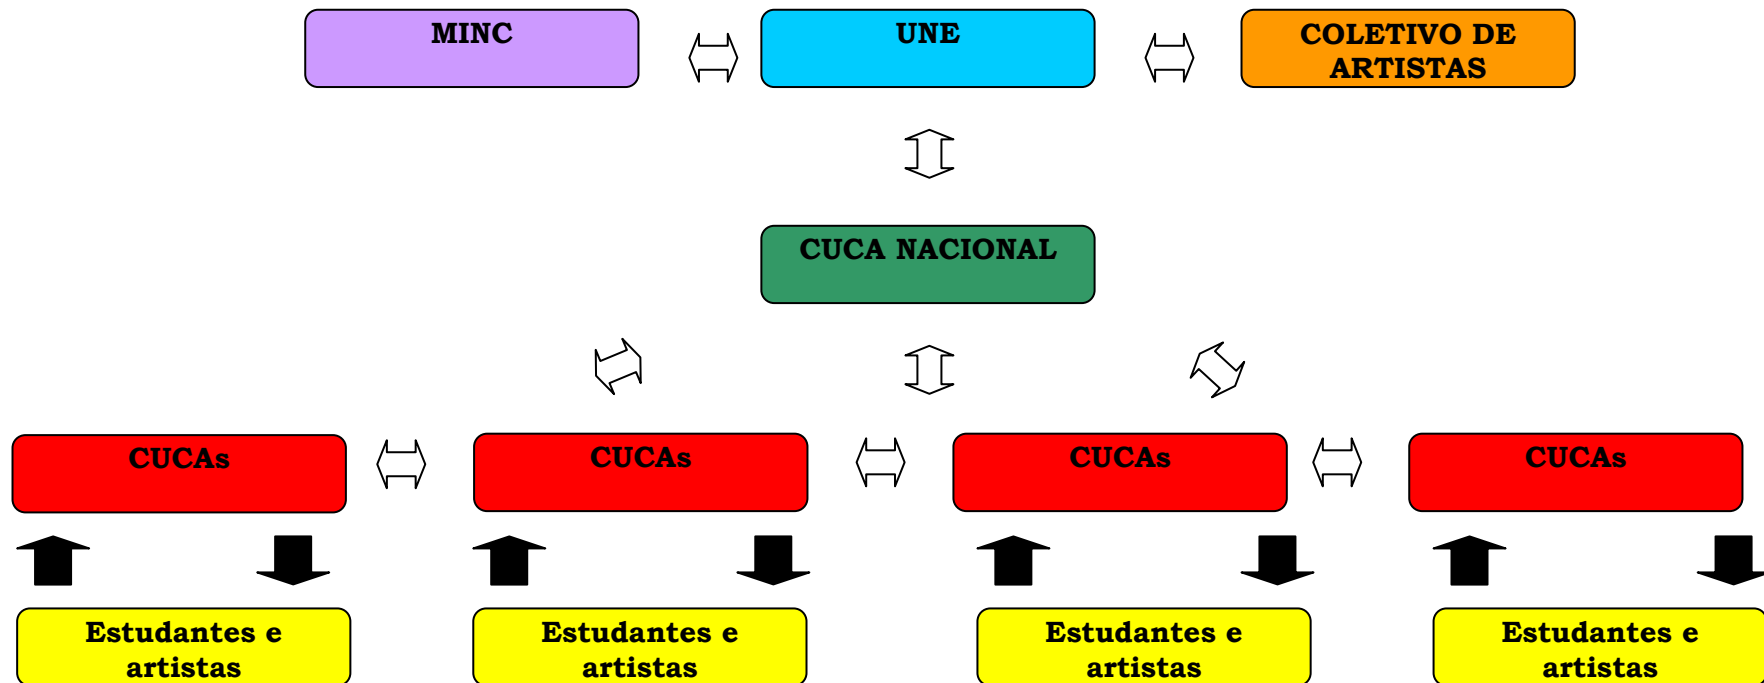 MINC
UNE
COLETIVO DE
ARTISTAS
CUCA NACIONAL
CUCAs
CUCAs
CUCAs
CUCAs
Estudantes e
artistas
Estudantes e
artistas
Estudantes e
artistas
Estudantes e
artistas